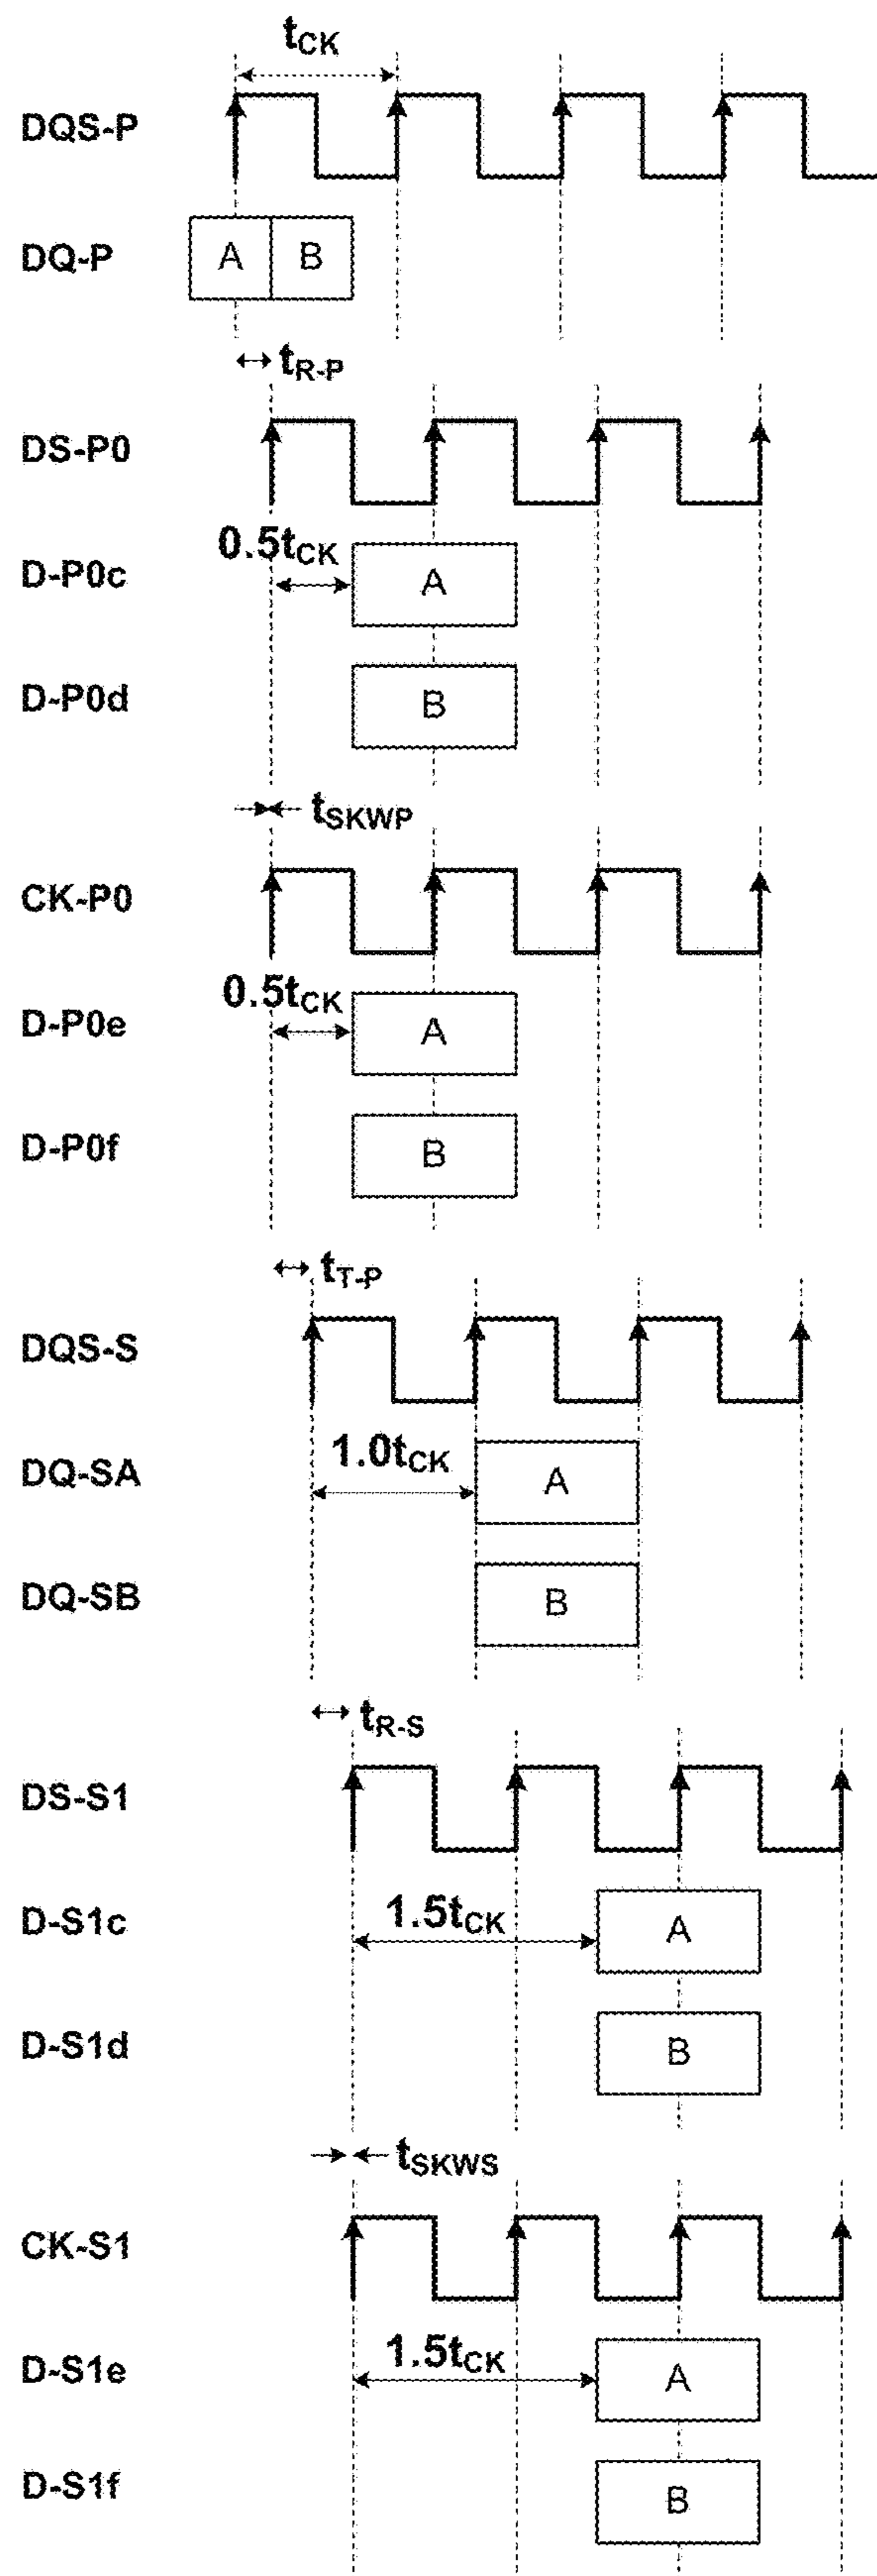 tCK
DQS-P
DQ-P A B
tR-P
DS-P0
0.5tCK
D-P0c A
D-P0d B
tSKWP
CK-P0
0.5tCK
D-P0e A
D-P0f B
tT-P
DQS-S
1.0tCK
DQ-SA A
DQ-SB B
tR-S
DS-S1
1.5tCK
D-S1c A
D-S1d B
tSKWS
CK-S1
1.5tCK
D-S1e A
D-S1f B